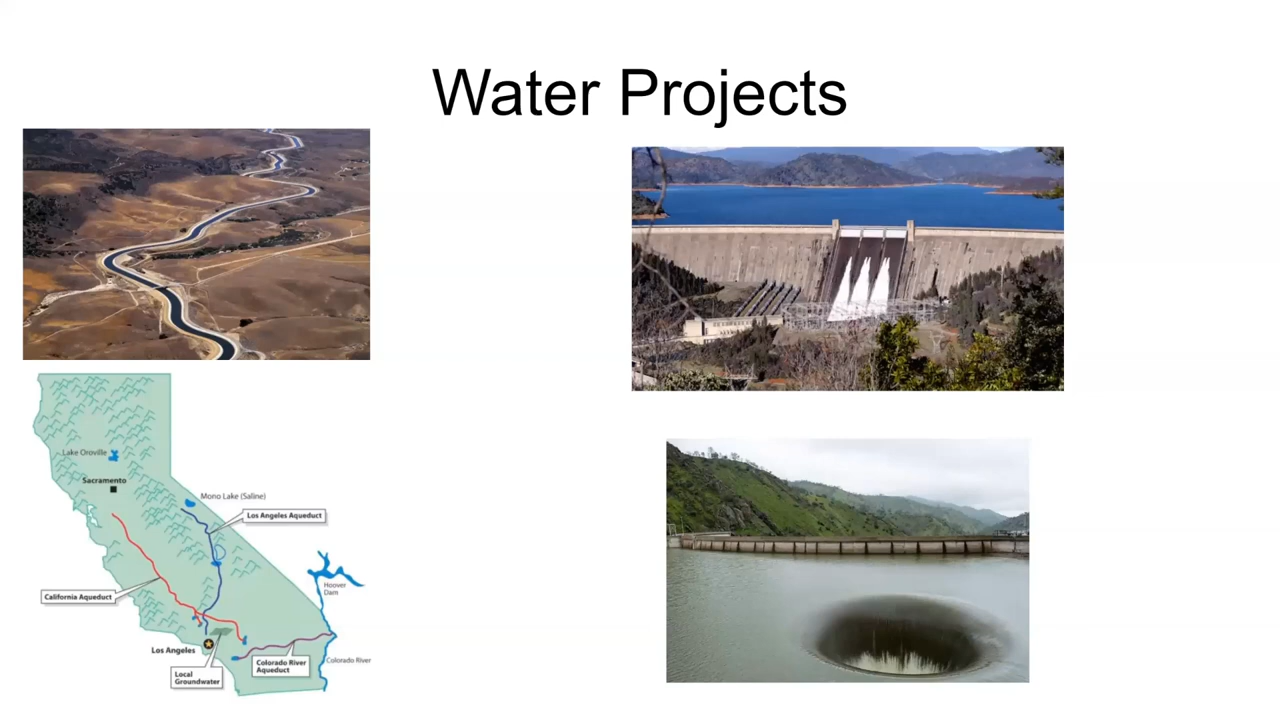 Water Projects
Lake Oroville
Sacramento
Mono Lake (Saline)
Los Angeles Aqueduct
Hoover
Dam
California Aqueduct
Los Angeles
Colorado River
Aqueduct
Colorado River
Local
Groundwater